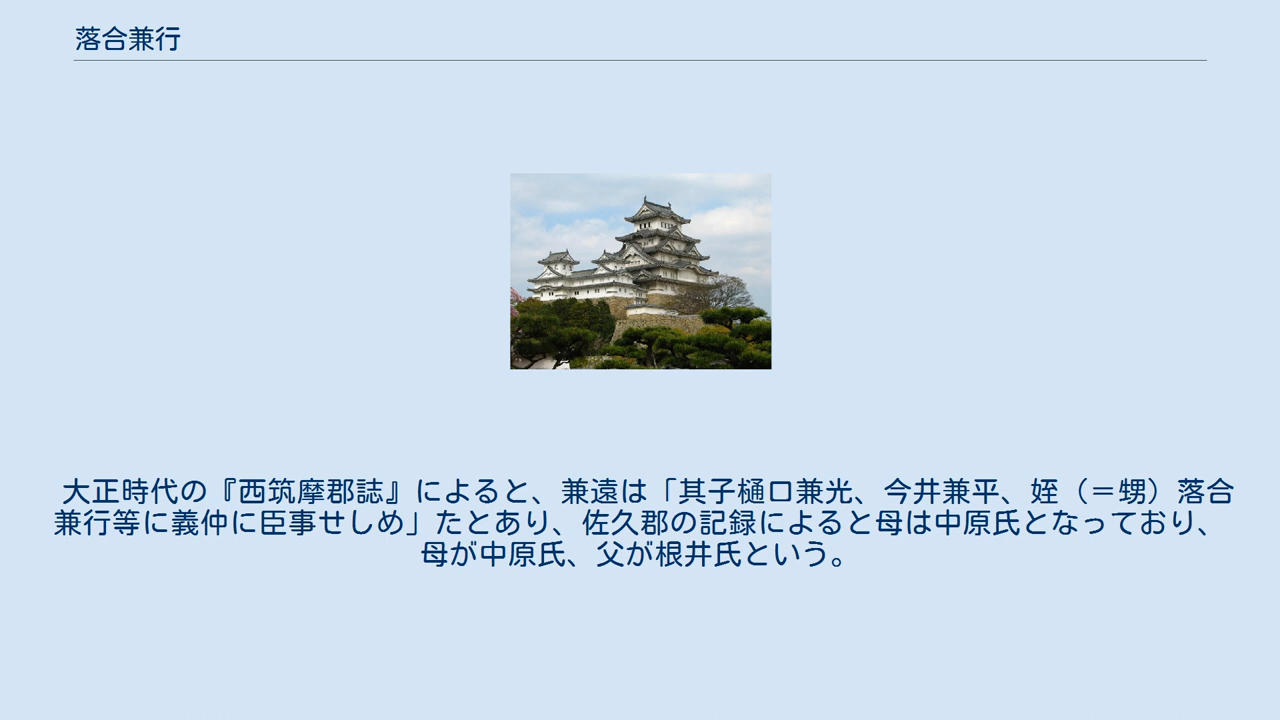 落合兼行
大正時代の『西筑摩郡誌』によると、兼遠は「其子樋口兼光、今井兼平、姪（＝甥）落合
兼行等に義仲に臣事せしめ」たとあり、佐久郡の記録によると母は中原氏となっており、
母が中原氏、父が根井氏という。